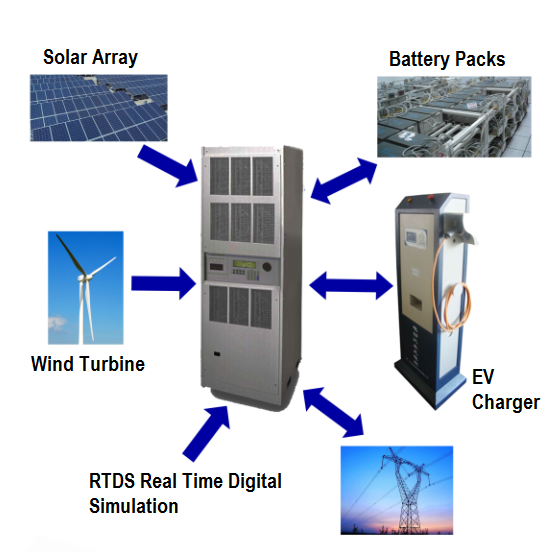 Solar Array
Battery Packs
Wind Turbine
EV
Charger
RTDS Real Time Digital
Simulation